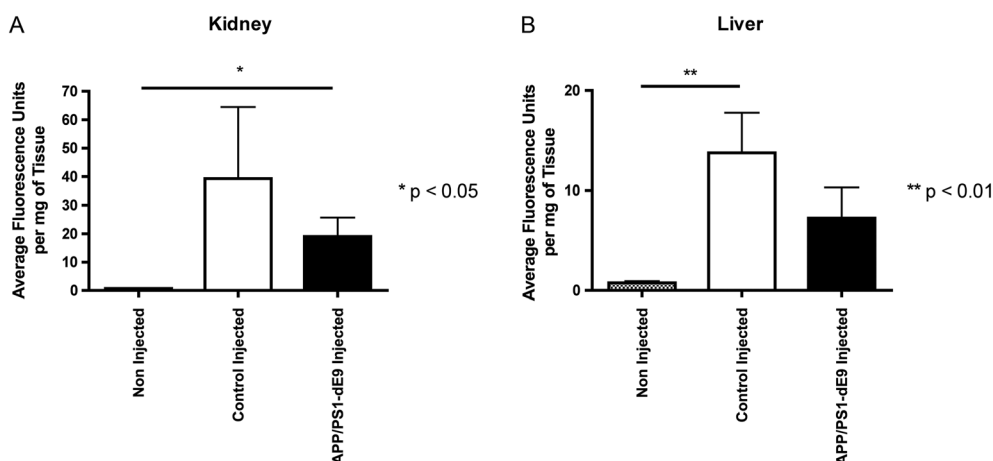 A
Kidney
*
Average Fluorescence Units
per mg of Tissue
70
60
50
40
30
20
10
0
* p < 0.05
Non Injected
Control Injected
APP/PS1-dE9 Injected
B
Liver
**
Average Fluorescence Units
per mg of Tissue
20
10
0
** p < 0.01
Non Injected
Control Injected
APP/PS1-dE9 Injected